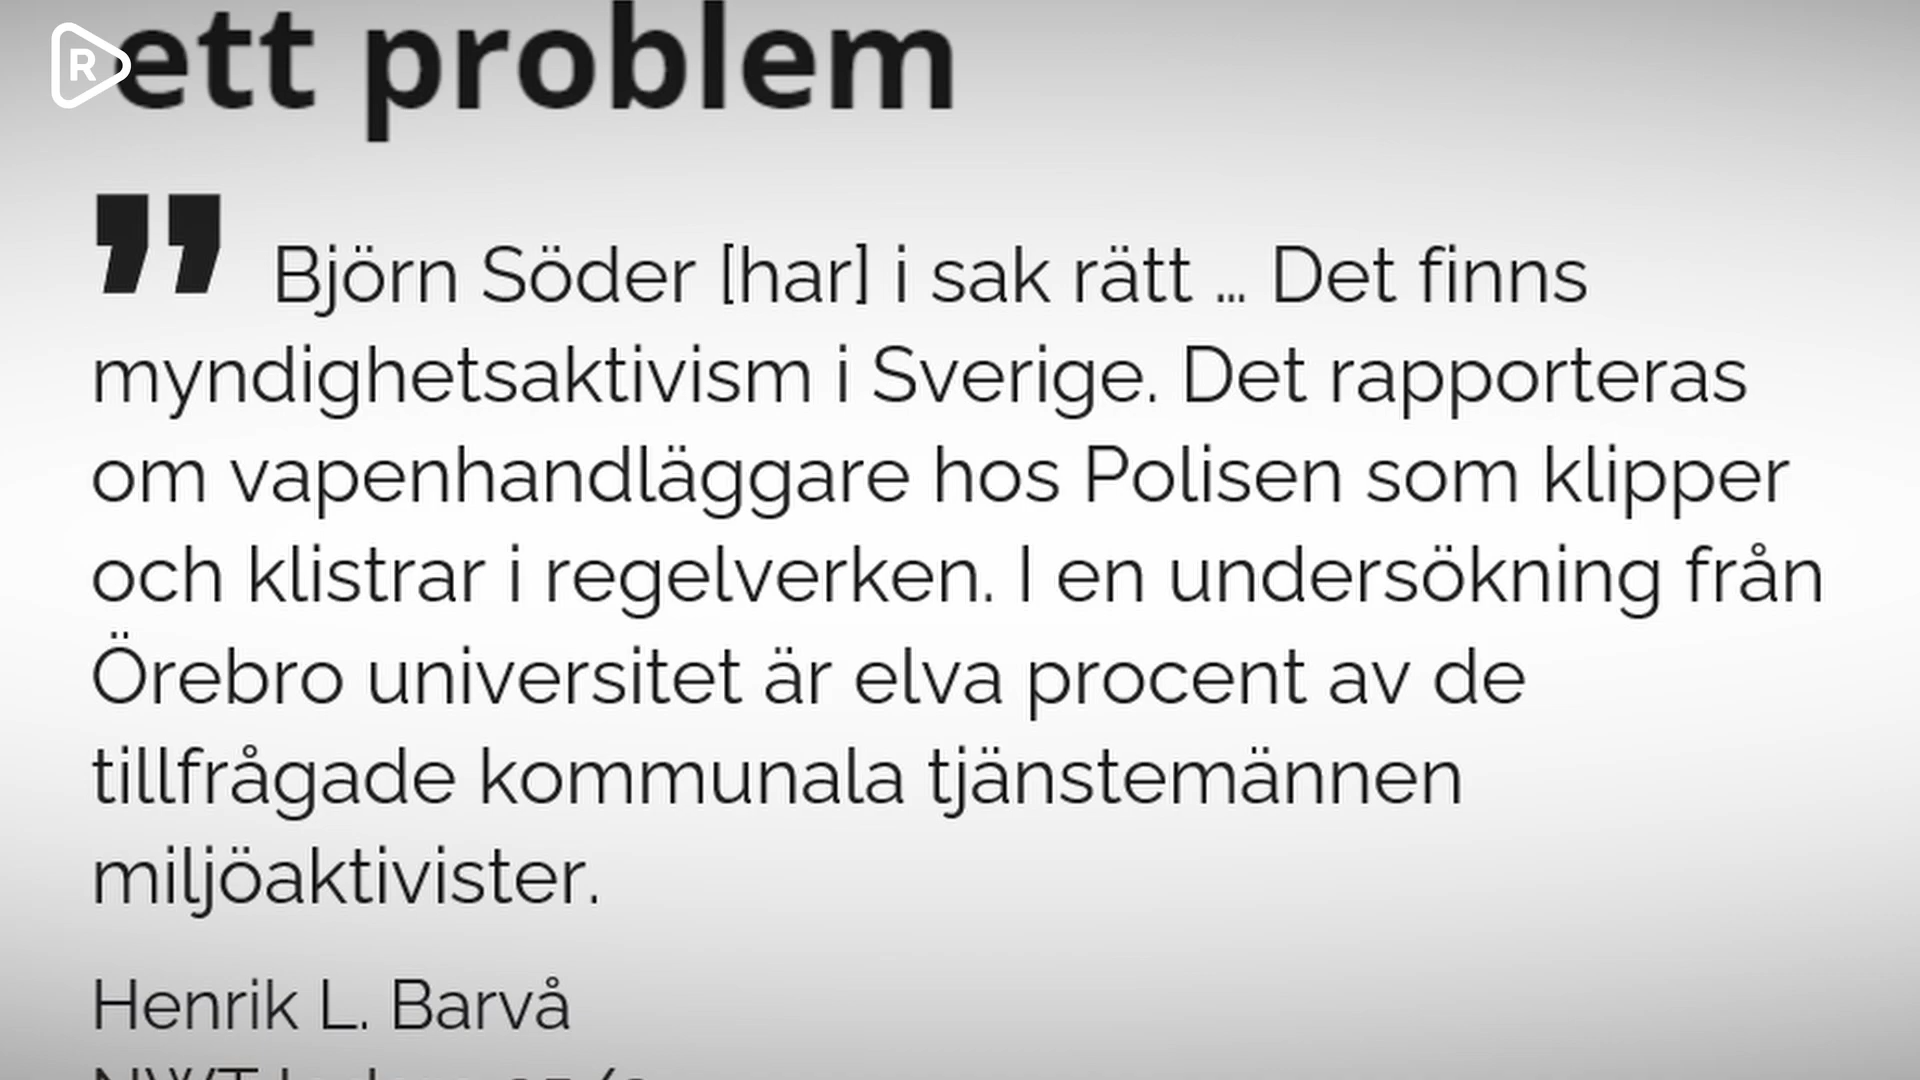 R
ett problem
” Björn Söder [har] i sak rätt … Det finns
myndighetsaktivism i Sverige. Det rapporteras
om vapenhandläggare hos Polisen som klipper
och klistrar i regelverken. I en undersökning från
Örebro universitet är elva procent av de
tillfrågade kommunala tjänstemännen
miljöaktivister.
Henrik L. Barvå
NWT